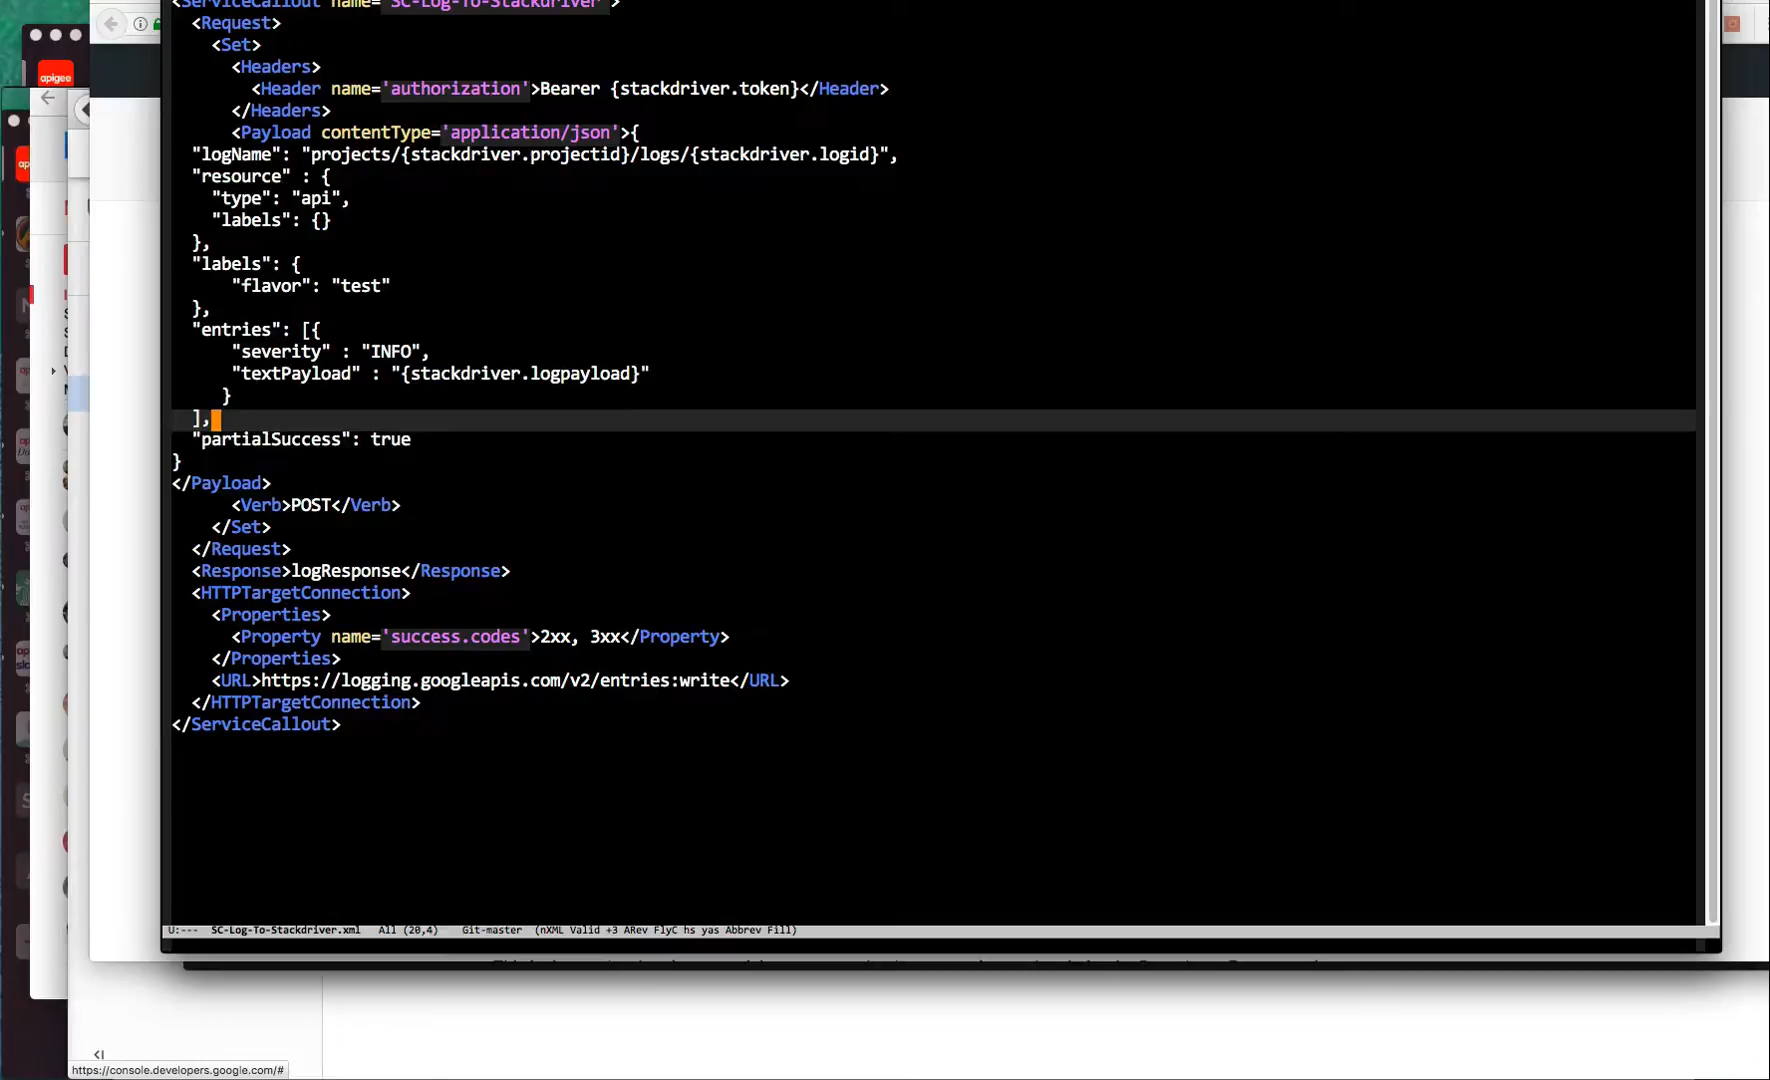 <ServiceCallout name='SC-Log-To-Stackdriver'>
<Request>
<Set>
<Headers>
<Header name='authorization'>Bearer {stackdriver.token}</Header>
</Headers>
<Payload contentType='application/json'>{
"logName": "projects/{stackdriver.projectid}/logs/{stackdriver.logid}",
"resource" : {
"type": "api",
"labels": {}
},
"labels": {
"flavor": "test"
},
"entries": [{
"severity" : "INFO",
"textPayload" : "{stackdriver.logpayload}"
}
],
"partialSuccess": true
}
</Payload>
<Verb>POST</Verb>
</Set>
</Request>
<Response>logResponse</Response>
<HTTPTargetConnection>
<Properties>
<Property name='success.codes'>2xx, 3xx</Property>
</Properties>
<URL>https://logging.googleapis.com/v2/entries:write</URL>
</HTTPTargetConnection>
</ServiceCallout>
U:--- SC-Log-To-Stackdriver.xml All (20,4) Git-master (nXML Valid +3 ARev FlyC hs yas Abbrev Fill)
apigee
https://console.developers.google.com/#